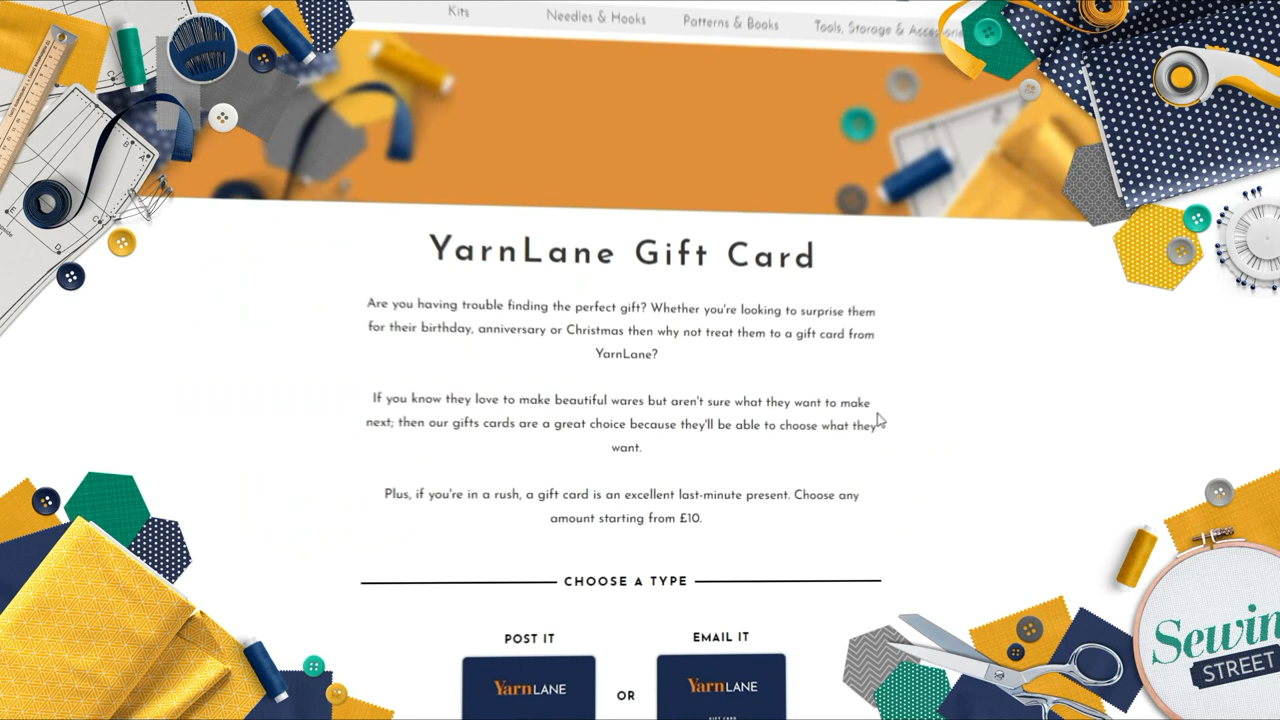 Kits
Needles & Hooks
Patterns & Books
Tools, Storage &
YarnLane Gift Card
Are you having trouble finding the perfect gift? Whether you're looking to surprise them
for their birthday, anniversary or Christmas then why not treat them to a gift card from
YarnLane?
If you know they love to make beautiful wares but aren't sure what they want to make
next; then our gifts cards are a great choice because they'll be able to choose what they
want.
Plus, if you're in a rush, a gift card is an excellent last-minute present. Choose any
amount starting from £10.
CHOOSE A TYPE
POST IT
EMAIL IT
YarnLANE
OR
YarnLANE
GIFT CARD
Sewin
STREET